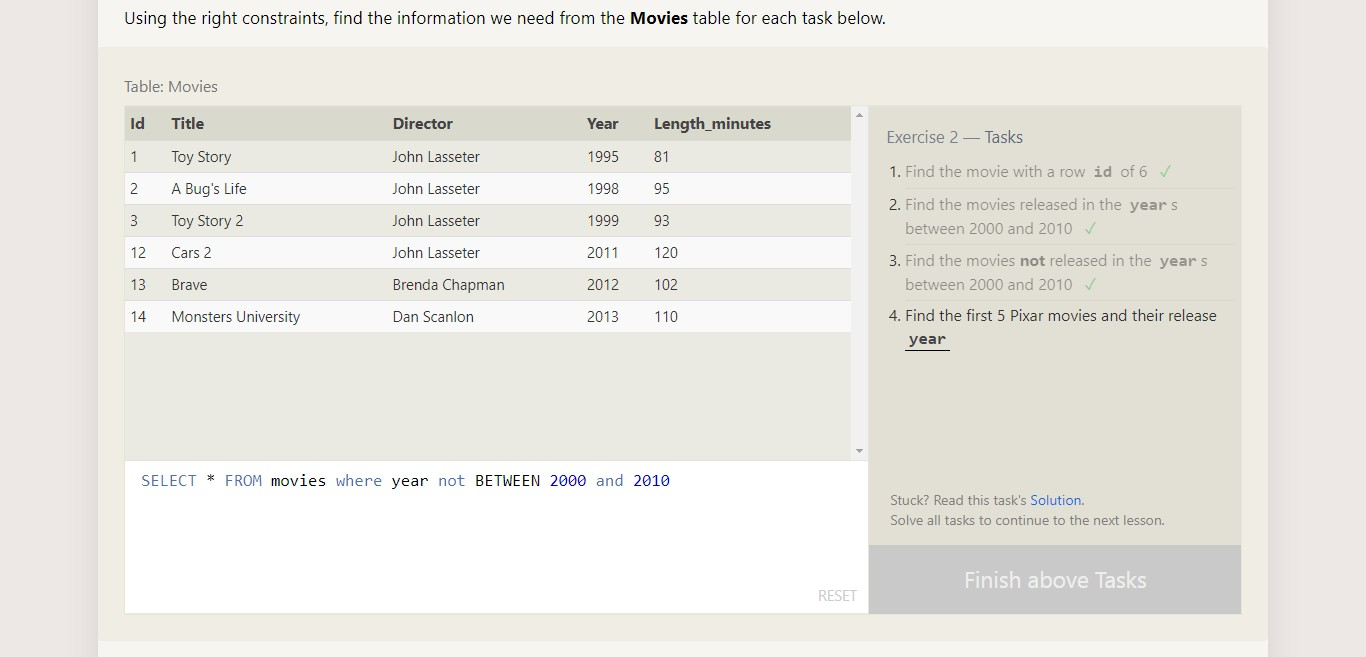 Using the right constraints, find the information we need from the Movies table for each task below.
Table: Movies
Id Title Director Year Length_minutes
1 Toy Story John Lasseter 1995 81
2 A Bug's Life John Lasseter 1998 95
3 Toy Story 2 John Lasseter 1999 93
12 Cars 2 John Lasseter 2011 120
13 Brave Brenda Chapman 2012 102
14 Monsters University Dan Scanlon 2013 110
SELECT * FROM movies where year not BETWEEN 2000 and 2010
RESET
Exercise 2 — Tasks
1. Find the movie with a row id of 6 ✓
2. Find the movies released in the year s
between 2000 and 2010 ✓
3. Find the movies not released in the year s
between 2000 and 2010 ✓
4. Find the first 5 Pixar movies and their release
year
Stuck? Read this task's Solution.
Solve all tasks to continue to the next lesson.
Finish above Tasks